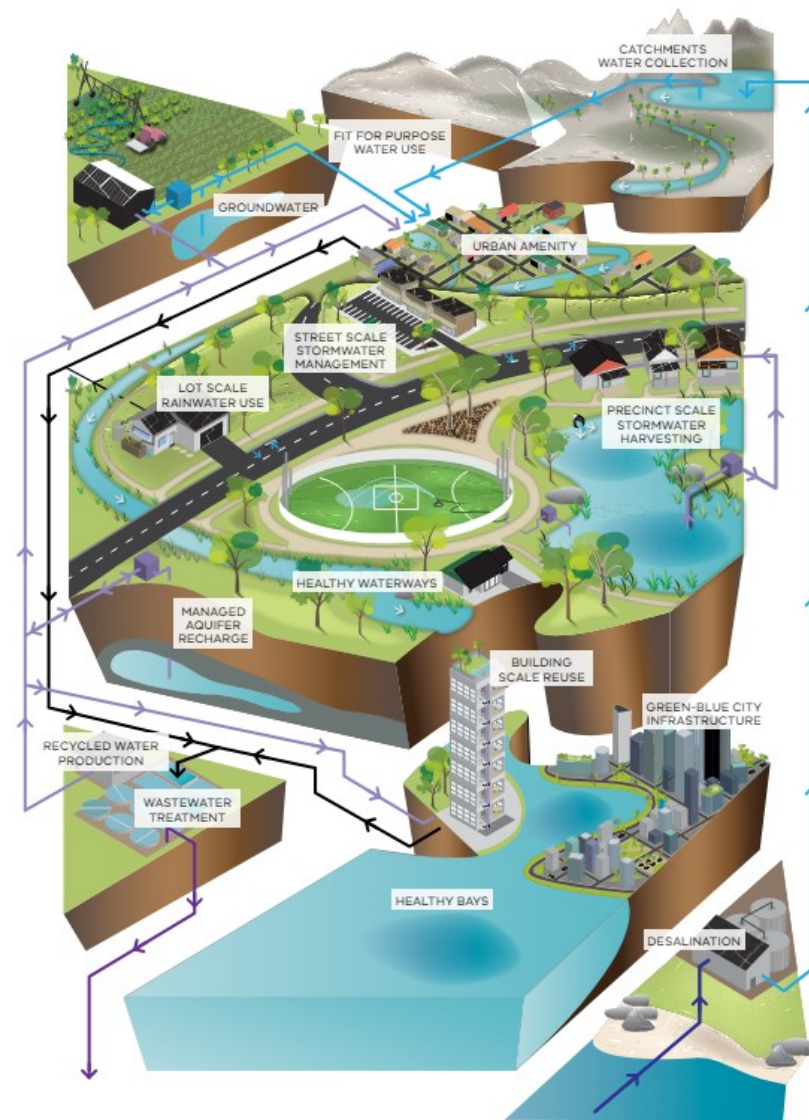 CATCHMENTS
WATER COLLECTION
FIT FOR PURPOSE
WATER USE
GROUNDWATER
URBAN AMENITY
STREET SCALE
STORMWATER
MANAGEMENT
LOT SCALE
RAINWATER USE
PRECINCT SCALE
STORMWATER
HARVESTING
HEALTHY WATERWAYS
MANAGED
AQUIFER
RECHARGE
BUILDING
SCALE REUSE
GREEN-BLUE CITY
INFRASTRUCTURE
RECYCLED WATER
PRODUCTION
WASTEWATER
TREATMENT
HEALTHY BAYS
DESALINATION